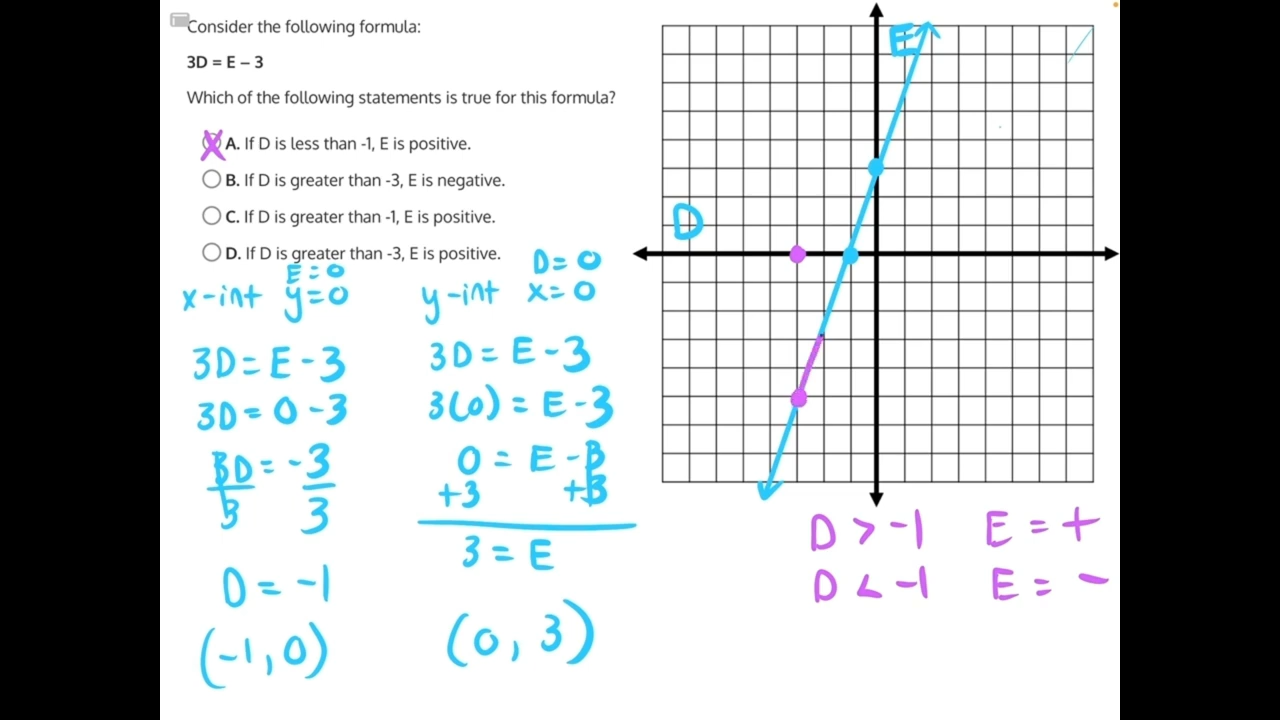 Consider the following formula:
3D = E – 3
Which of the following statements is true for this formula?
A. If D is less than -1, E is positive.
B. If D is greater than -3, E is negative.
C. If D is greater than -1, E is positive.
D. If D is greater than -3, E is positive.
E = 0
x-int y=0
3D = E - 3
3D = 0 - 3
3D = -3
3 3
D = -1
(-1, 0)
D = 0
y-int x = 0
3D = E - 3
3(0) = E - 3
0 = E - 3
+3 +3
3 = E
(0, 3)
E
D
D > -1 E = +
D < -1 E = -